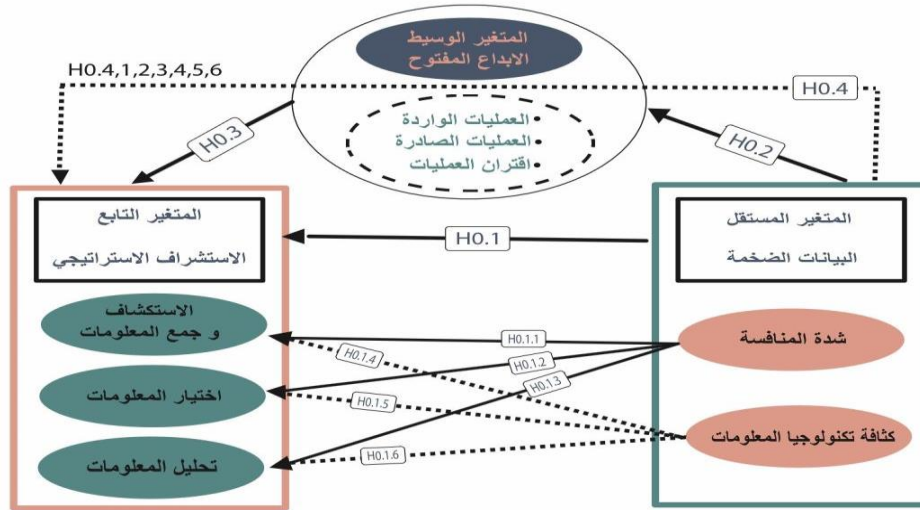 المتغير الوسيط
الابداع المفتوح
•العمليات الواردة
•العمليات الصادرة
•اقتران العمليات
H0.4,1,2,3,4,5,6
H0.4
H0.3
H0.2
المتغير المستقل
البيانات الضخمة
H0.1
المتغير التابع
الاستشراف الاستراتيجي
شدة المنافسة
كثافة تكنولوجيا المعلومات
H0.1.1
H0.1.2
H0.1.3
H0.1.4
H0.1.5
H0.1.6
الاستكشاف
و جمع المعلومات
اختيار المعلومات
تحليل المعلومات